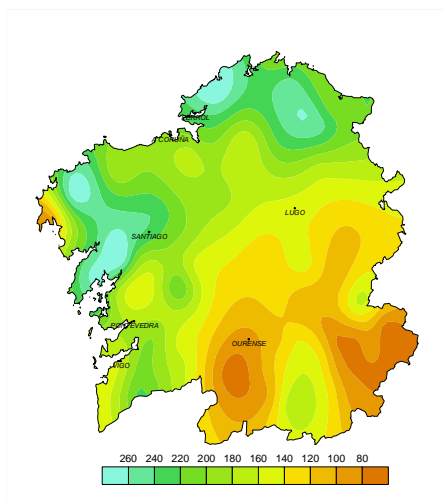 FERROL
A CORUÑA
LUGO
SANTIAGO
PONTEVEDRA
OURENSE
VIGO
260 240 220 200 180 160 140 120 100 80